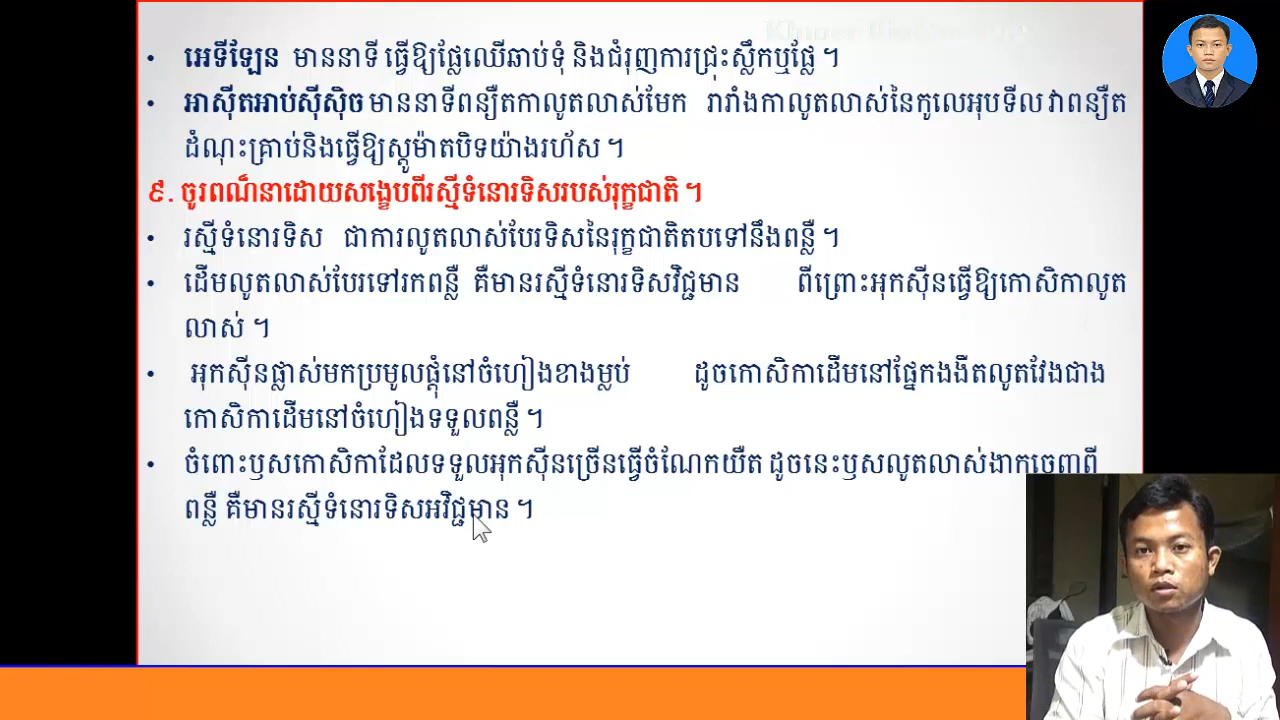 • អេទីឡែន មាននាទី ធ្វើឱ្យផ្លែឈើឆាប់ទុំ និងជំរុញការជ្រុះស្លឹកឬផ្លែ ។
• អាស៊ីតអាប់ស៊ីស៊ិច មាននាទីពន្យឺតកាលូតលាស់មែក រារាំងកាលូតលាស់នៃកូលេអុបទីល វាពន្យឺត
ដំណុះគ្រាប់និងធ្វើឱ្យស្តូម៉ាតបិទយ៉ាងរហ័ស ។
៩. ចូរពណ៌នាដោយសង្ខេបពីរស្មីទំនោរទិសរបស់រុក្ខជាតិ ។
• រស្មីទំនោរទិស ជាការលូតលាស់បែរទិសនៃរុក្ខជាតិតបទៅនឹងពន្លឺ ។
• ដើមលូតលាស់បែរទៅរកពន្លឺ គឺមានរស្មីទំនោរទិសវិជ្ជមាន ពីព្រោះអុកស៊ីនធ្វើឱ្យកោសិកាលូត
លាស់ ។
• អុកស៊ីនផ្លាស់មកប្រមូលផ្តុំនៅចំហៀងខាងម្លប់ ដូចកោសិកាដើមនៅផ្នែកងងឹតលូតវែងជាង
កោសិកាដើមនៅចំហៀងទទួលពន្លឺ ។
• ចំពោះឫសកោសិកាដែលទទួលអុកស៊ីនច្រើនធ្វើចំណែកយឺត ដូចនេះឫសលូតលាស់ងាកចេញពី
ពន្លឺ គឺមានរស្មីទំនោរទិសអវិជ្ជមាន ។